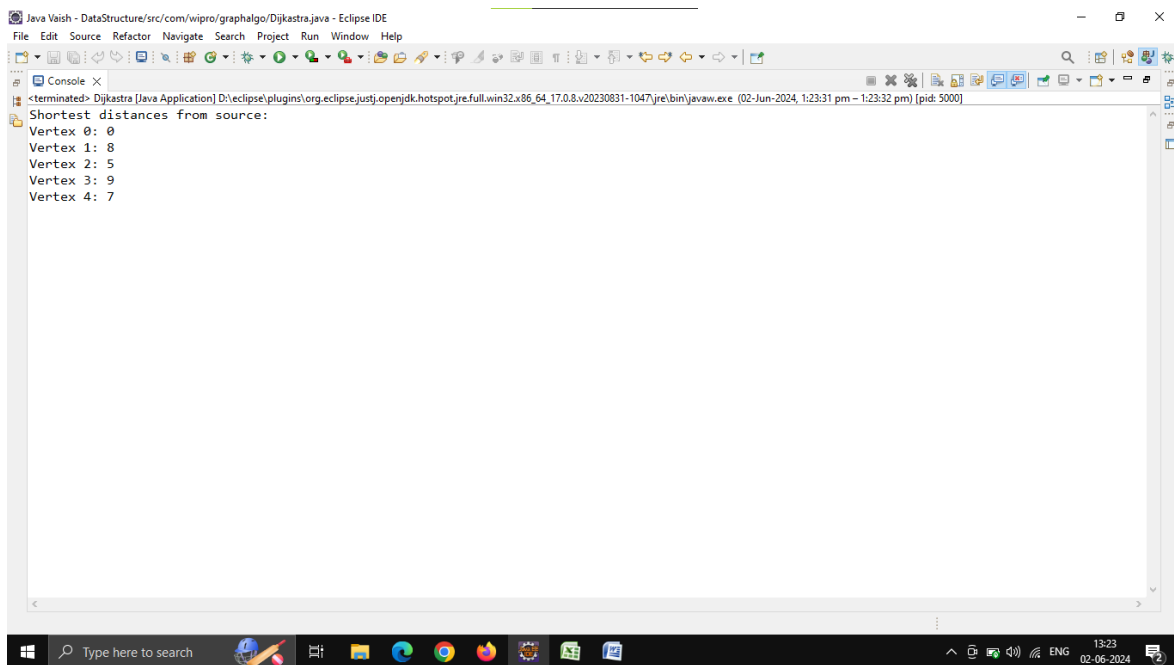 Java Vaish - DataStructure/src/com/wipro/graphalgo/Dijkastra.java - Eclipse IDE
File Edit Source Refactor Navigate Search Project Run Window Help
Console
<terminated> Dijkastra [Java Application] D:\eclipse\plugins\org.eclipse.justj.openjdk.hotspot.jre.full.win32.x86_64_17.0.8.v20230831-1047\jre\bin\javaw.exe (02-Jun-2024, 1:23:31 pm – 1:23:32 pm) [pid: 5000]
Shortest distances from source:
Vertex 0: 0
Vertex 1: 8
Vertex 2: 5
Vertex 3: 9
Vertex 4: 7
Type here to search
ENG
13:23
02-06-2024
2